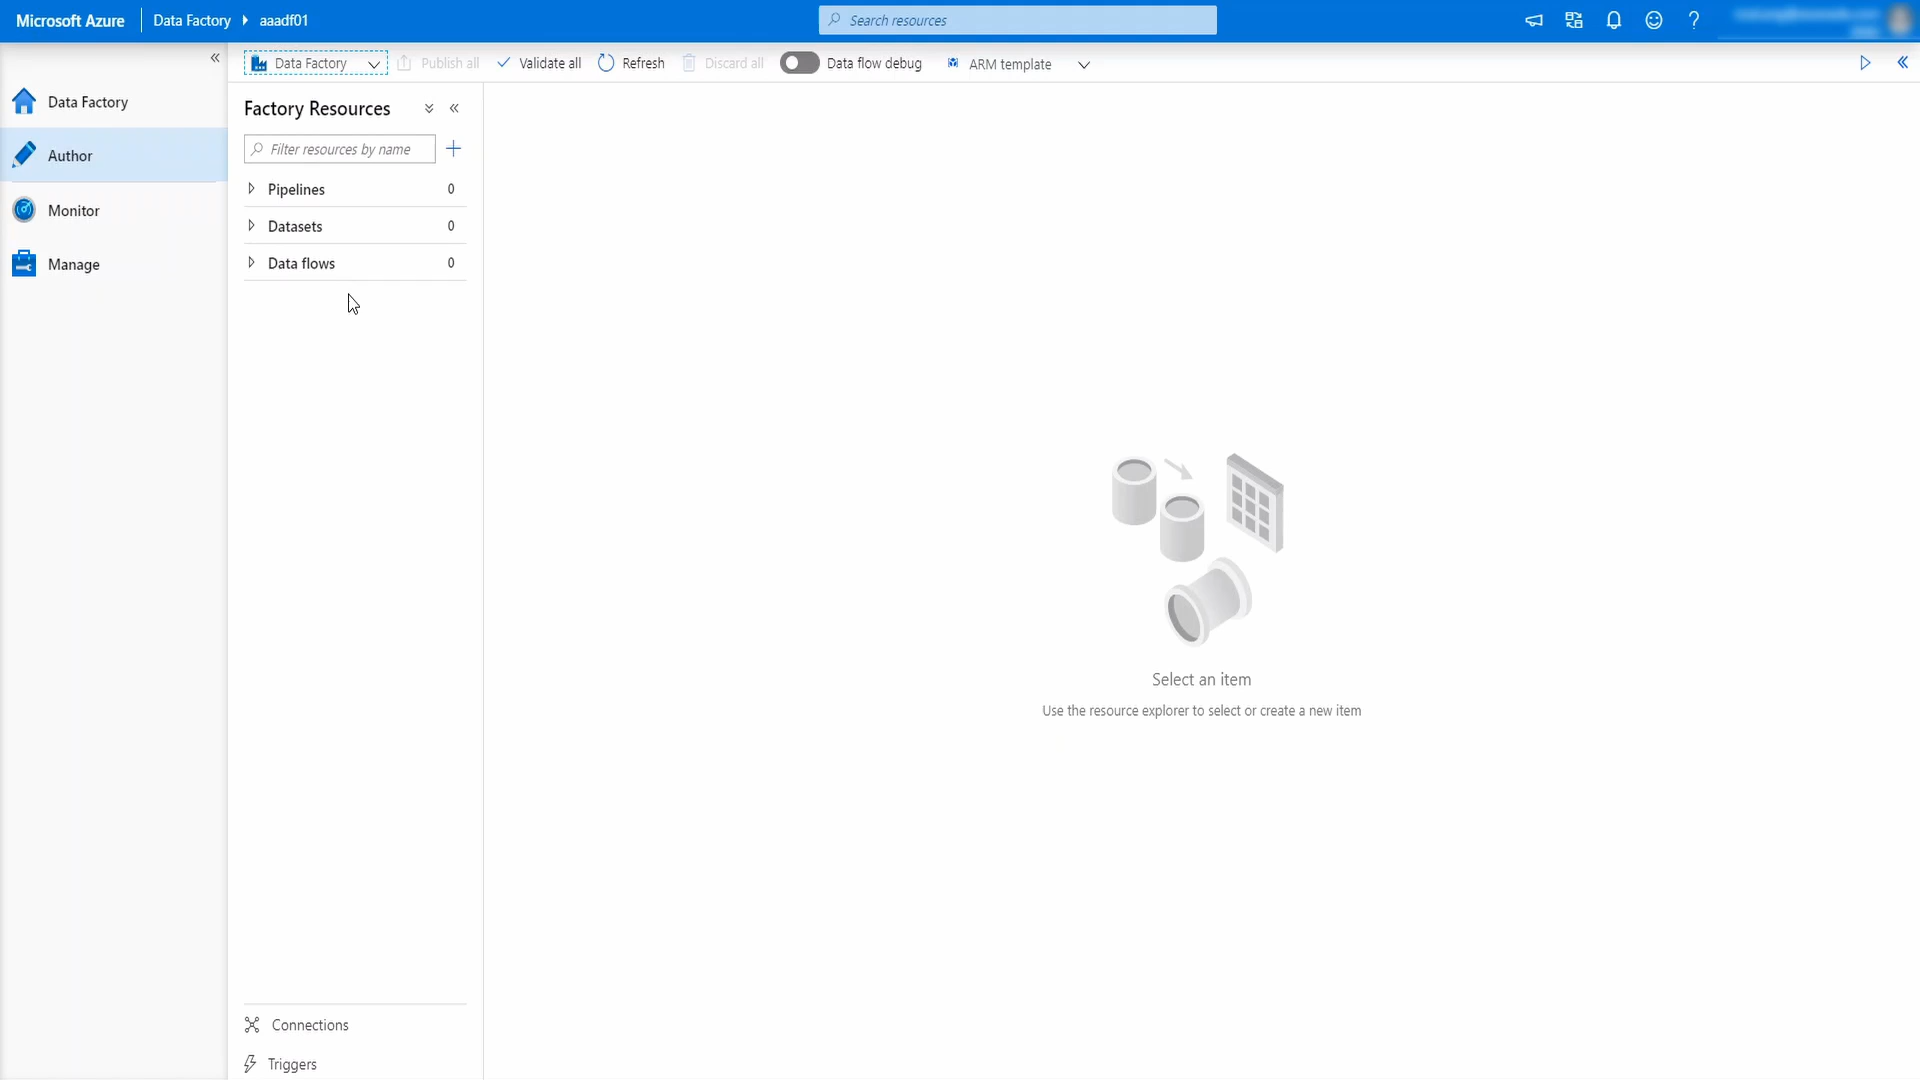 Microsoft Azure
Data Factory
aaadf01
Search resources
Data Factory
Publish all
Validate all
Refresh
Discard all
Data flow debug
ARM template
Data Factory
Author
Monitor
Manage
Factory Resources
Filter resources by name
Pipelines 0
Datasets 0
Data flows 0
Connections
Triggers
Select an item
Use the resource explorer to select or create a new item